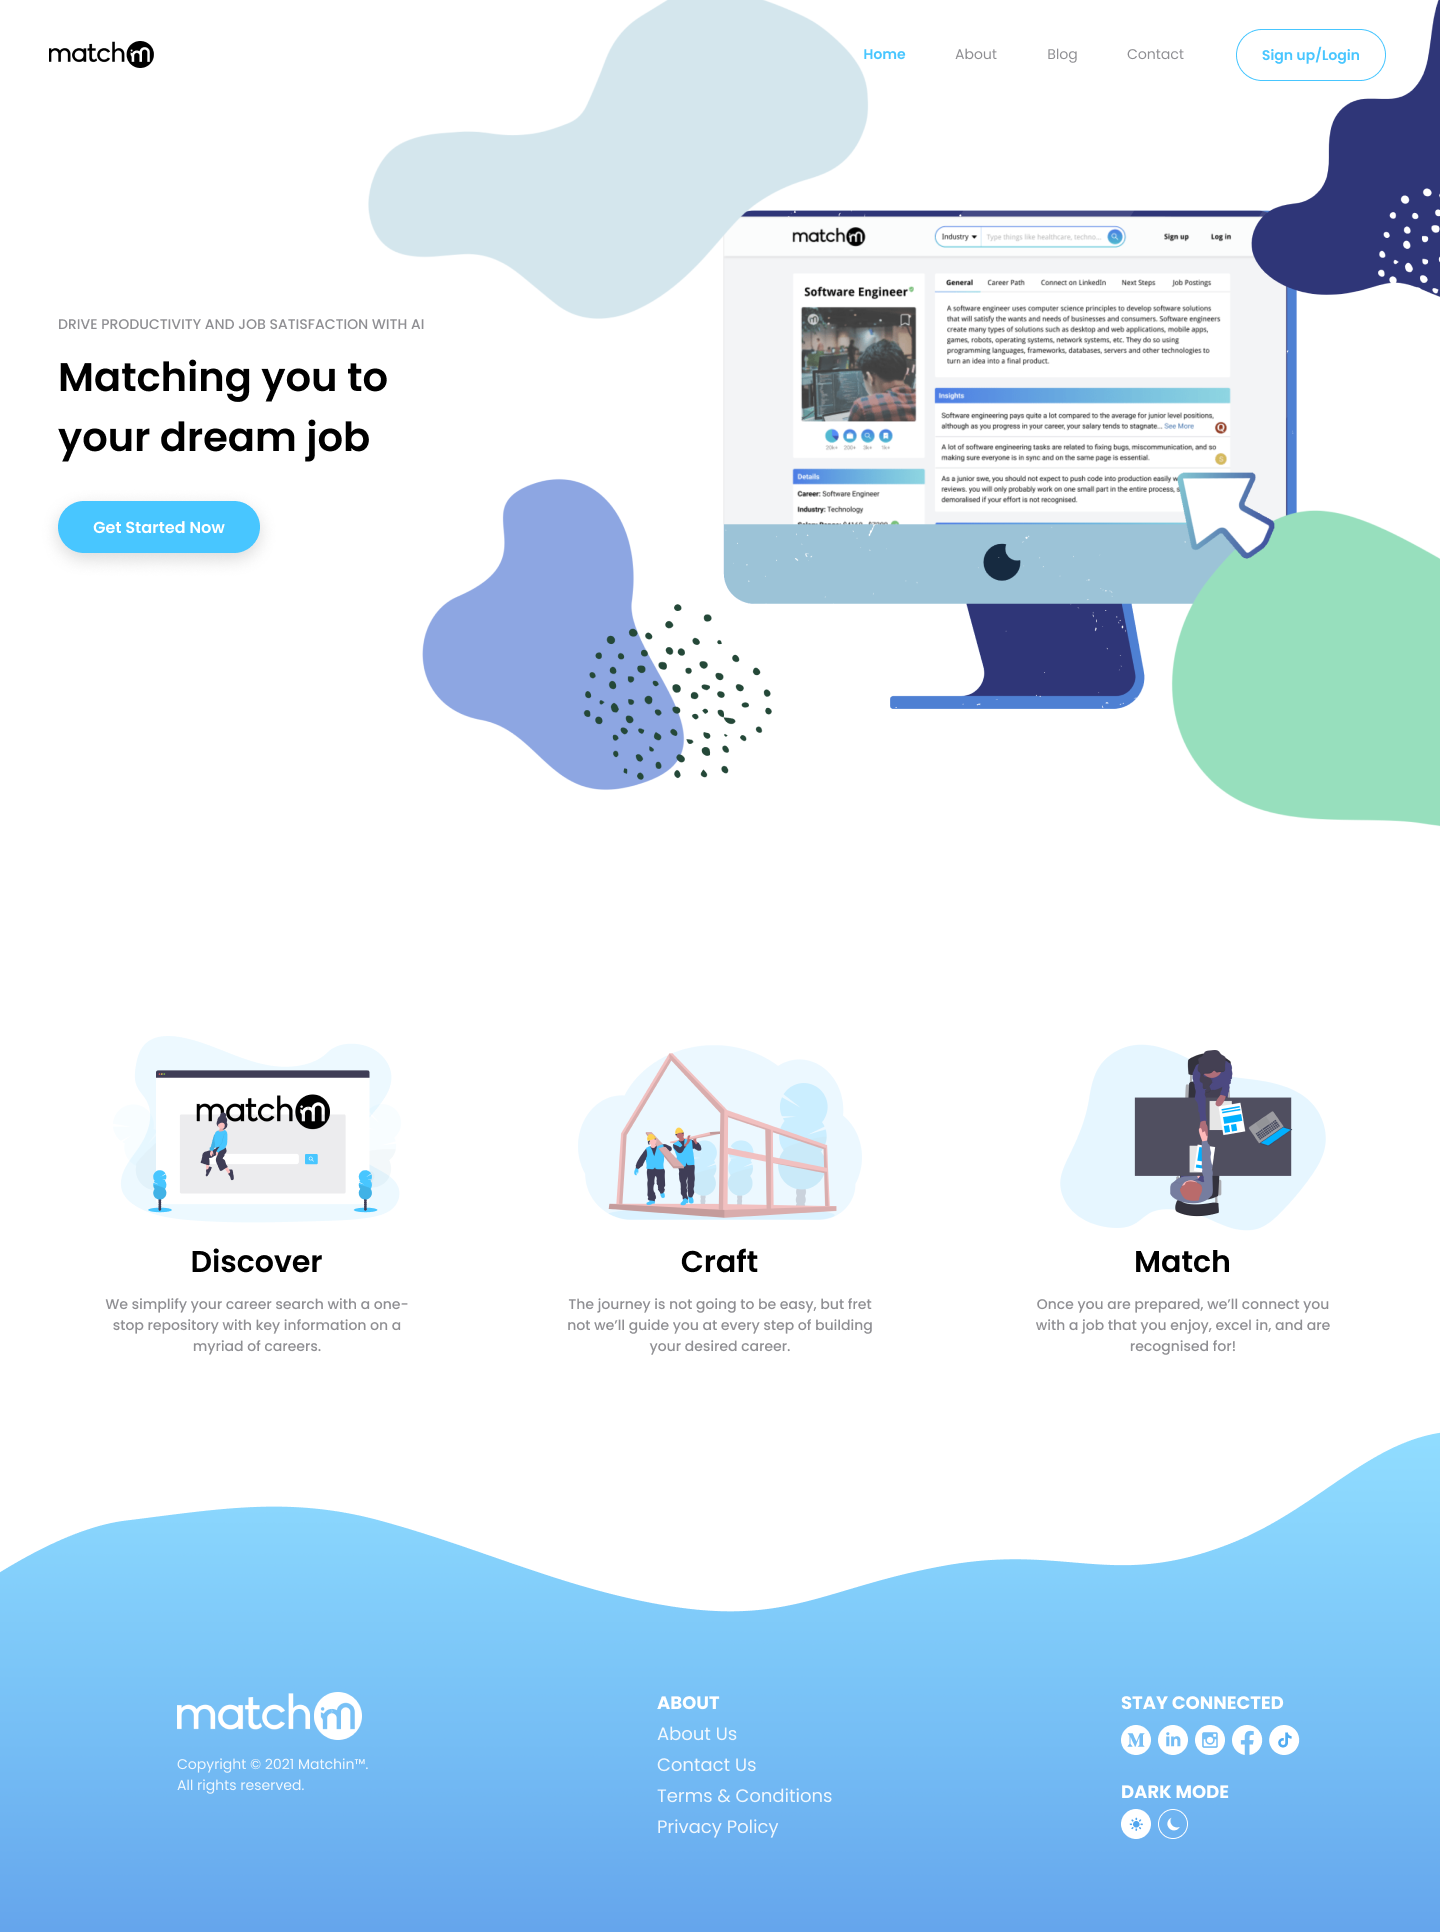 matchin
Home
About
Blog
Contact
Sign up/Login
DRIVE PRODUCTIVITY AND JOB SATISFACTION WITH AI
Matching you to
your dream job
Get Started Now
matchin
Industry
Type things like healthcare, techno...
Sign up
Log in
Software Engineer
20k+
200+
5k+
1k+
Details
Career: Software Engineer
Industry: Technology
General
Career Path
Connect on LinkedIn
Next Steps
Job Postings
A software engineer uses computer science principles to develop software solutions
that will satisfy the wants and needs of businesses and consumers. Software engineers
create many types of solutions such as desktop and web applications, mobile apps,
games, robots, operating systems, network systems, etc. They do so using
programming languages, frameworks, databases, servers and other technologies to
turn an idea into a final product.
Insights
Software engineering pays quite a lot compared to the average for junior level positions,
although as you progress in your career, your salary tends to stagnate... See More
A lot of software engineering tasks are related to fixing bugs, miscommunication, and so
making sure everyone is in sync and on the same page is essential.
As a junior swe, you should not expect to push code into production easily w
reviews. you will only probably work on one small part in the entire process, s
demoralised if your effort is not recognised.
matchin
Discover
We simplify your career search with a one-
stop repository with key information on a
myriad of careers.
Craft
The journey is not going to be easy, but fret
not we’ll guide you at every step of building
your desired career.
Match
Once you are prepared, we’ll connect you
with a job that you enjoy, excel in, and are
recognised for!
matchin
Copyright © 2021 Matchin™.
All rights reserved.
ABOUT
About Us
Contact Us
Terms & Conditions
Privacy Policy
STAY CONNECTED
DARK MODE